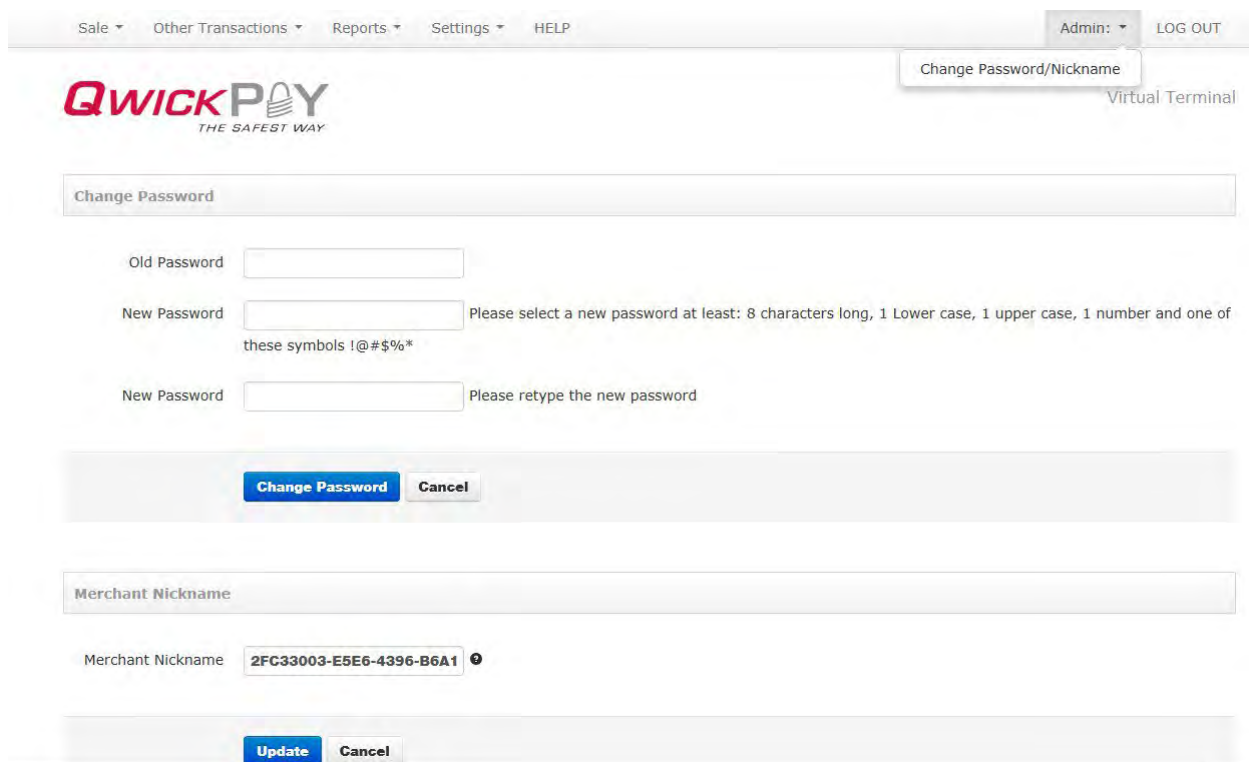 Sale Other Transactions Reports Settings HELP Admin: LOG OUT
Change Password/Nickname
QWICKPAY
THE SAFEST WAY
Virtual Terminal
Change Password
Old Password
New Password Please select a new password at least: 8 characters long, 1 Lower case, 1 upper case, 1 number and one of
these symbols !@#$%*
New Password Please retype the new password
Change Password Cancel
Merchant Nickname
Merchant Nickname 2FC33003-E5E6-4396-B6A1 ?
Update Cancel